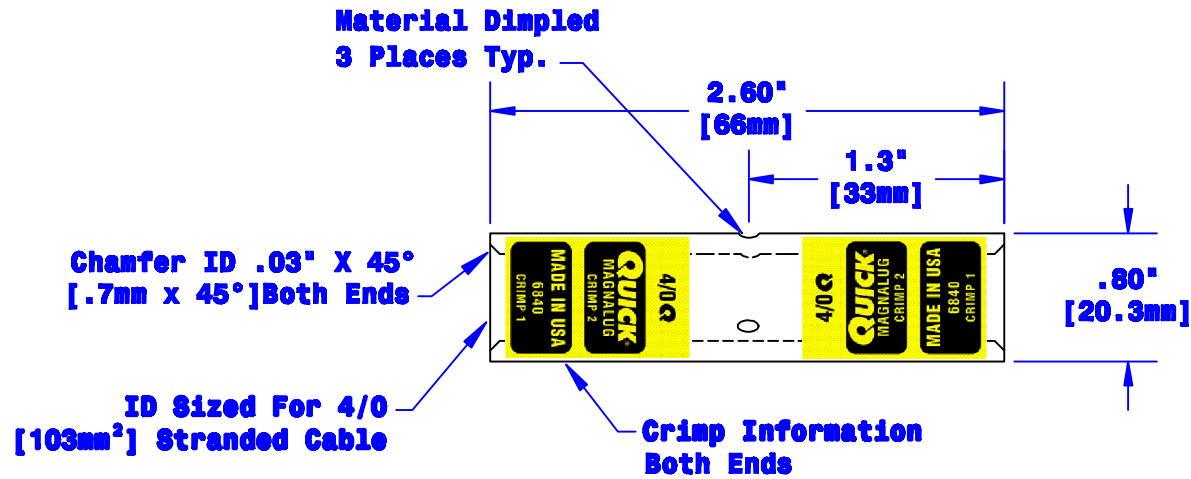 Material Dimpled
3 Places Typ.
2.60"
[66mm]
1.3"
[33mm]
Chamfer ID .03" X 45°
[.7mm x 45°]Both Ends
.80"
[20.3mm]
MADE IN USA
6840
CRIMP 1
QUICK®
MAGNALUG
CRIMP 2
4/0 Q
4/0 Q
QUICK®
MAGNALUG
CRIMP 2
MADE IN USA
6840
CRIMP 1
ID Sized For 4/0
[103mm²] Stranded Cable
Crimp Information
Both Ends